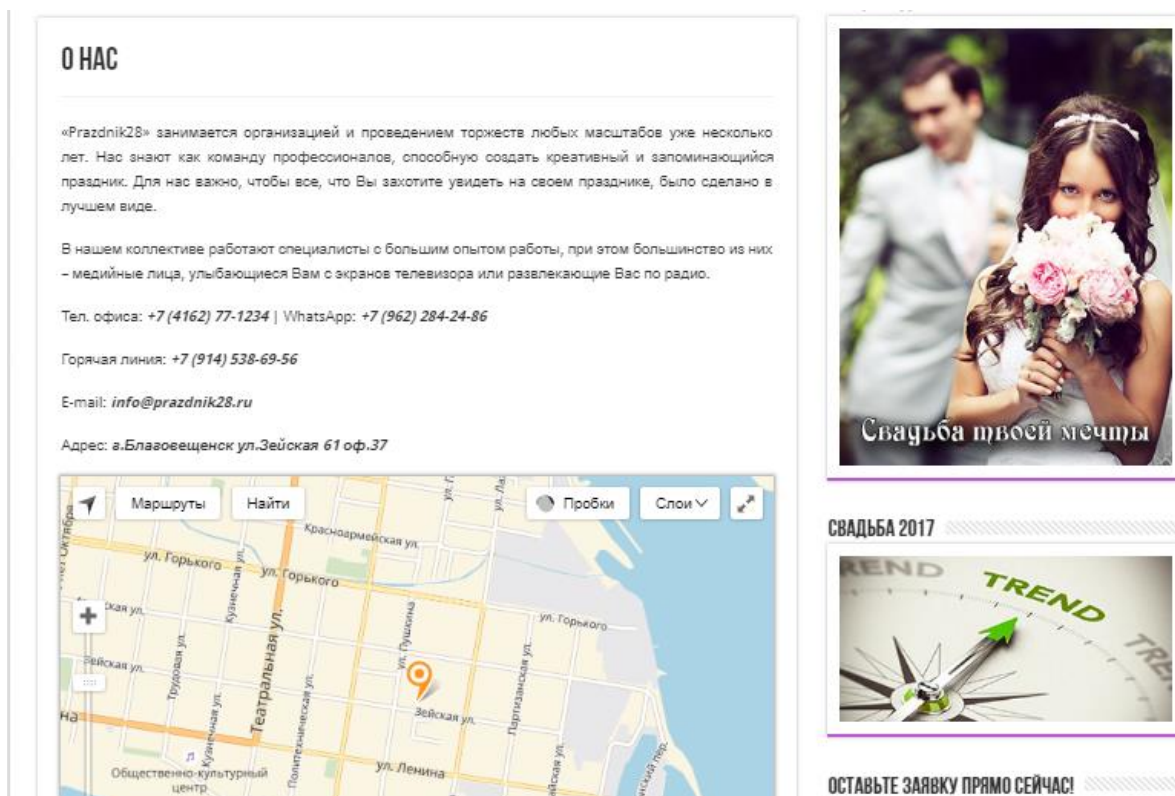 О НАС
«Prazdnik28» занимается организацией и проведением торжеств любых масштабов уже несколько
лет. Нас знают как команду профессионалов, способную создать креативный и запоминающийся
праздник. Для нас важно, чтобы все, что Вы захотите увидеть на своем празднике, было сделано в
лучшем виде.
В нашем коллективе работают специалисты с большим опытом работы, при этом большинство из них
– медийные лица, улыбающиеся Вам с экранов телевизора или развлекающие Вас по радио.
Тел. офиса: +7 (4162) 77-1234 | WhatsApp: +7 (962) 284-24-86
Горячая линия: +7 (914) 538-69-56
E-mail: info@prazdnik28.ru
Адрес: г.Благовещенск ул.Зейская 61 оф.37
Маршруты
Найти
Пробки
Слои
Красноармейская ул.
ул. Горького
ул. Горького
ул. Горького
Кузнечная ул.
ул. Пушкина
Трудовая ул.
Театральная ул.
Партизанская ул.
Зейская ул.
Зейская ул.
Кузнечная ул.
Политехническая ул.
ул. Ленина
Общественно-культурный
центр
Свадьба твоей мечты
СВАДЬБА 2017
TREND
TREND
ОСТАВЬТЕ ЗАЯВКУ ПРЯМО СЕЙЧАС!